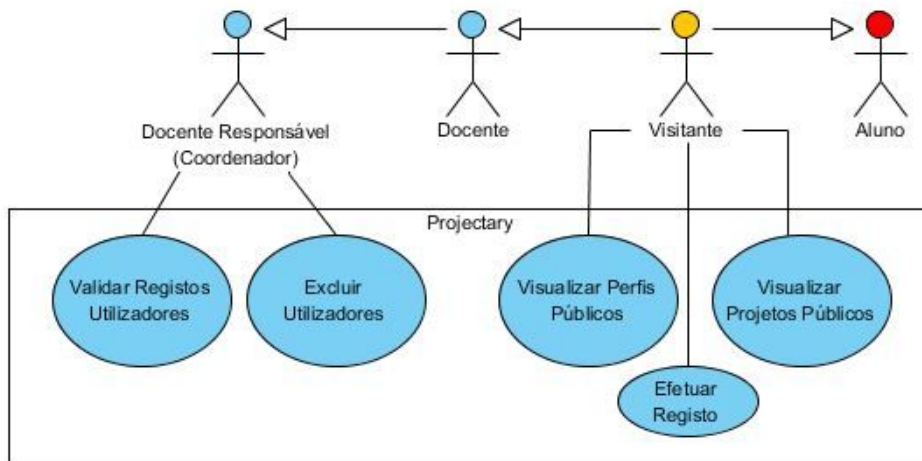 Docente Responsável
(Coordenador)
Docente
Visitante
Aluno
Projectary
Validar Registos
Utilizadores
Excluir
Utilizadores
Visualizar Perfis
Públicos
Visualizar
Projetos Públicos
Efetuar
Registo